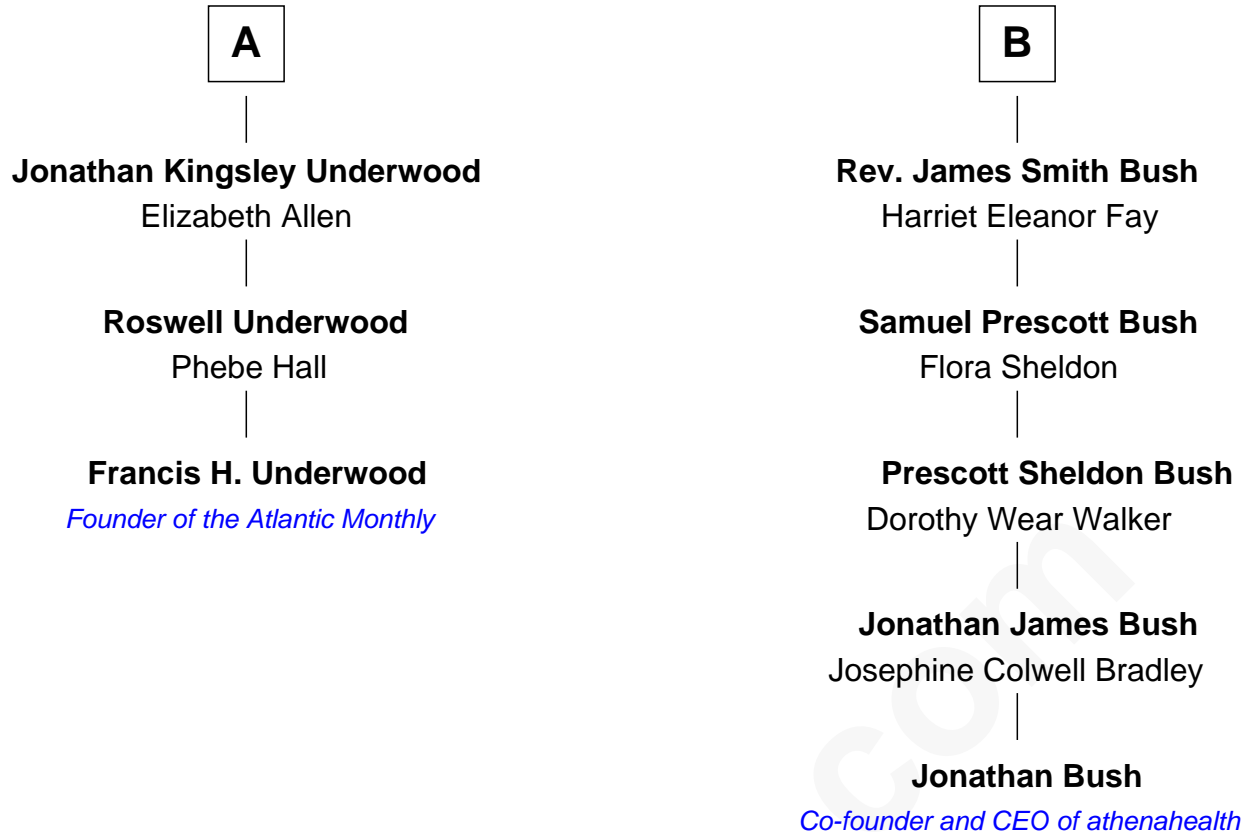 A
Jonathan Kingsley Underwood
Elizabeth Allen
Roswell Underwood
Phebe Hall
Francis H. Underwood
Founder of the Atlantic Monthly
B
Rev. James Smith Bush
Harriet Eleanor Fay
Samuel Prescott Bush
Flora Sheldon
Prescott Sheldon Bush
Dorothy Wear Walker
Jonathan James Bush
Josephine Colwell Bradley
Jonathan Bush
Co-founder and CEO of athenahealth
com